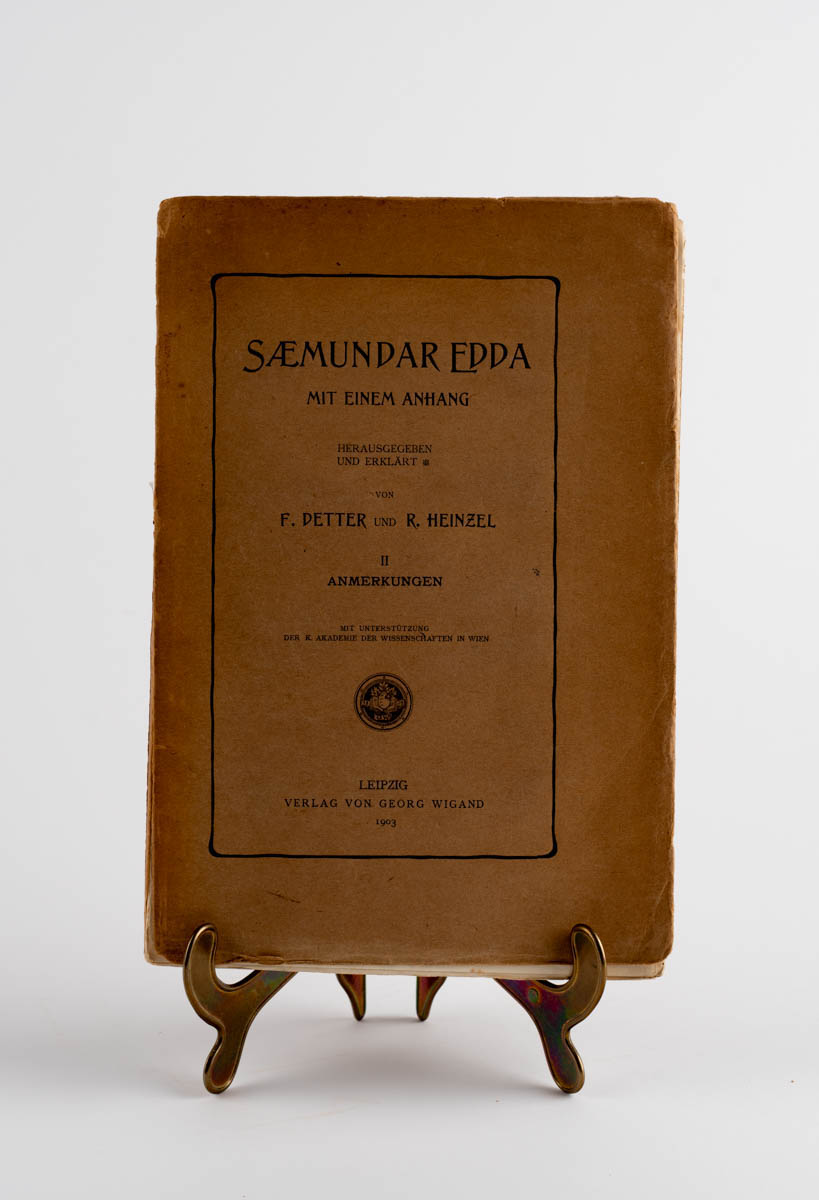 SÆMUNDAR EDDA
MIT EINEM ANHANG
HERAUSGEGEBEN
UND ERKLÄRT *
VON
F. DETTER UND R. HEINZEL
II
ANMERKUNGEN
MIT UNTERSTÜTZUNG
DER K. AKADEMIE DER WISSENSCHAFTEN IN WIEN
LEIPZIG
VERLAG VON GEORG WIGAND
1903